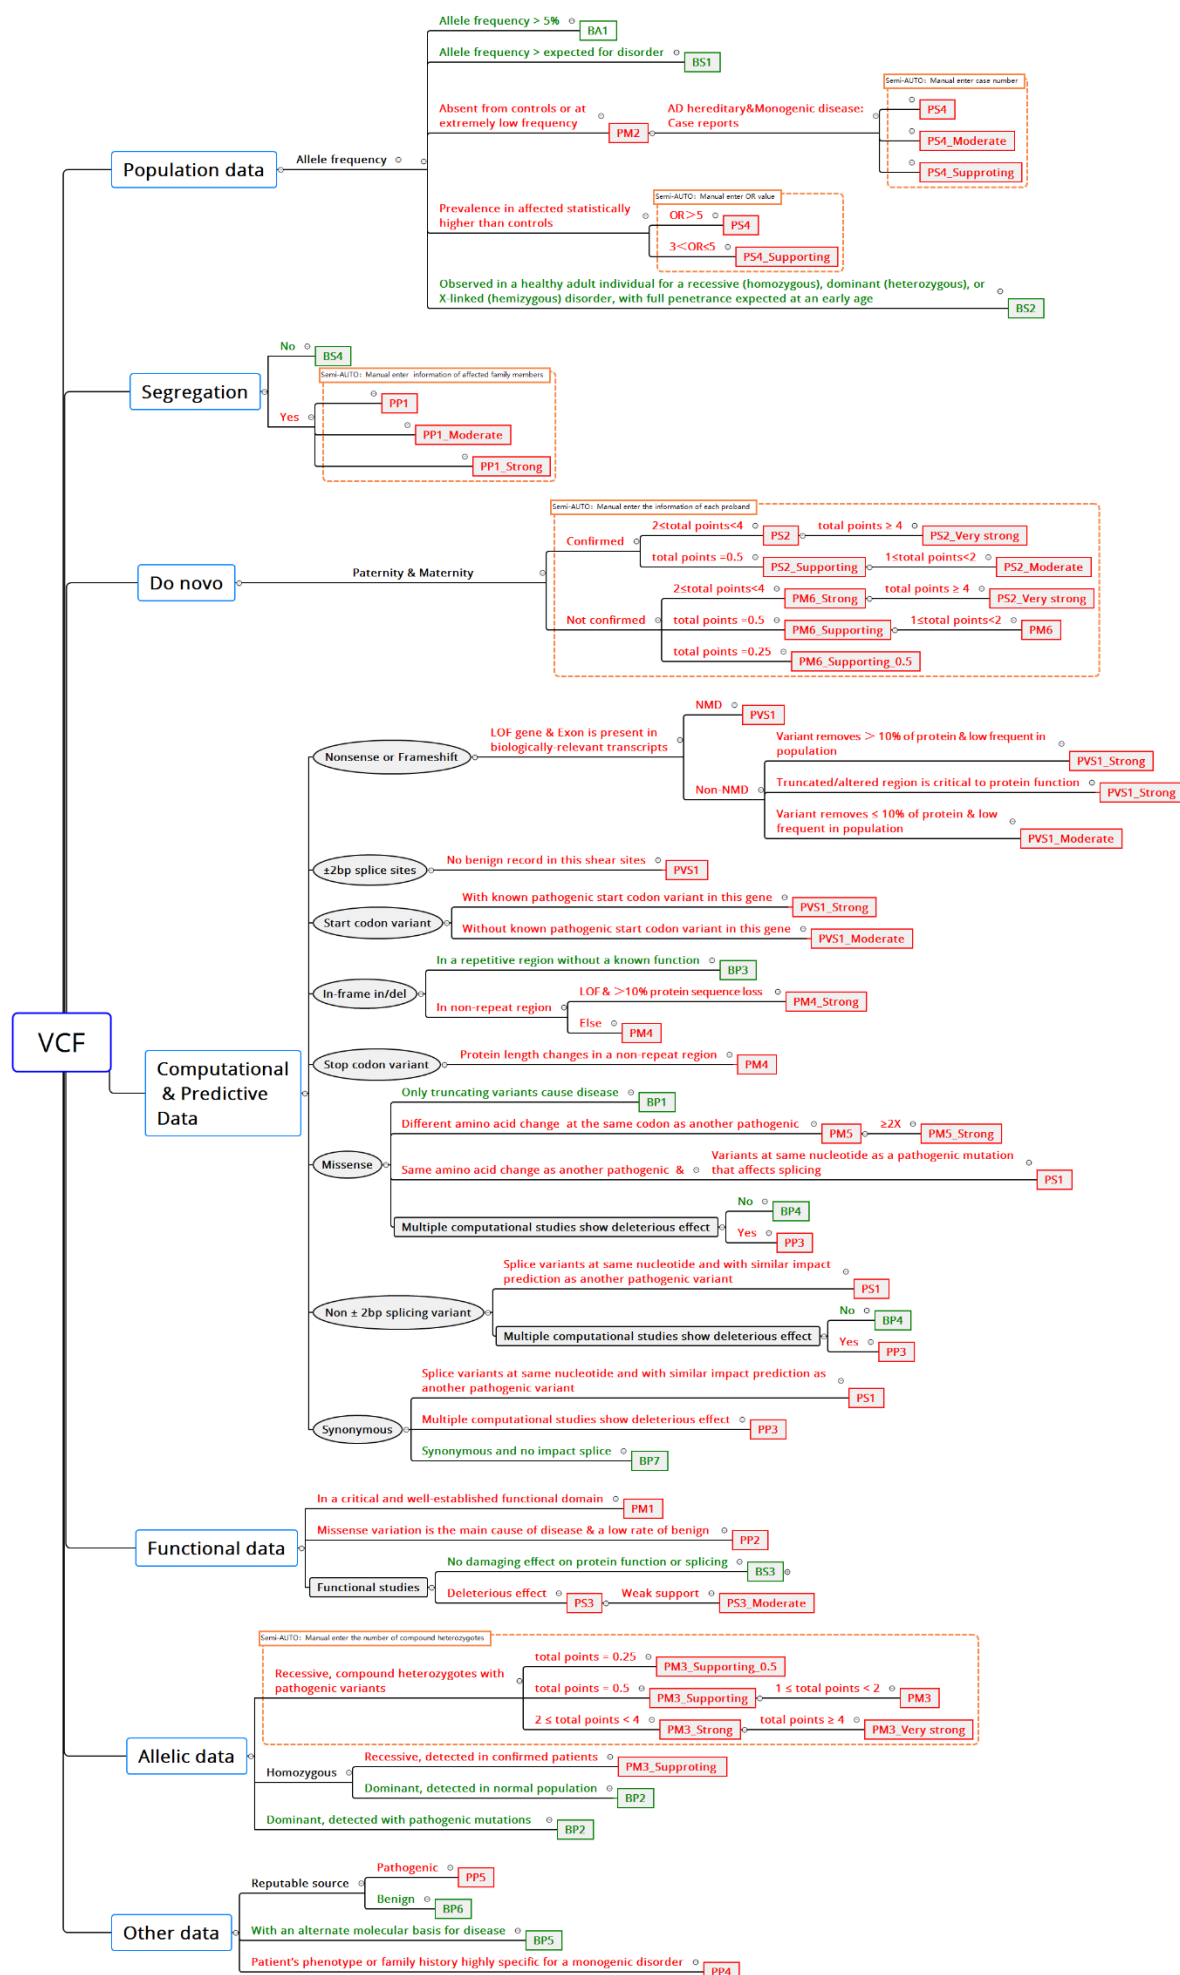 VCF
Population data
Allele frequency
Allele frequency > 5%
BA1
Allele frequency > expected for disorder
BS1
Absent from controls or at
extremely low frequency
PM2
AD hereditary&Monogenic disease:
Case reports
Semi-AUTO: Manual enter case number
PS4
PS4_Moderate
PS4_Supproting
Prevalence in affected statistically
higher than controls
Semi-AUTO: Manual enter OR value
OR＞5
PS4
3＜OR≤5
PS4_Supporting
Observed in a healthy adult individual for a recessive (homozygous), dominant (heterozygous), or
X-linked (hemizygous) disorder, with full penetrance expected at an early age
BS2
Segregation
No
BS4
Yes
Semi-AUTO: Manual enter information of affected family members
PP1
PP1_Moderate
PP1_Strong
Do novo
Paternity & Maternity
Semi-AUTO: Manual enter the information of each proband
Confirmed
2≤total points<4
PS2
total points ≥ 4
PS2_Very strong
total points =0.5
PS2_Supporting
1≤total points<2
PS2_Moderate
Not confirmed
2≤total points<4
PM6_Strong
total points ≥ 4
PS2_Very strong
total points =0.5
PM6_Supporting
1≤total points<2
PM6
total points =0.25
PM6_Supporting_0.5
Computational
& Predictive
Data
Nonsense or Frameshift
LOF gene & Exon is present in
biologically-relevant transcripts
NMD
PVS1
Non-NMD
Variant removes ＞ 10% of protein & low frequent in
population
PVS1_Strong
Truncated/altered region is critical to protein function
PVS1_Strong
Variant removes ≤ 10% of protein & low
frequent in population
PVS1_Moderate
±2bp splice sites
No benign record in this shear sites
PVS1
Start codon variant
With known pathogenic start codon variant in this gene
PVS1_Strong
Without known pathogenic start codon variant in this gene
PVS1_Moderate
In-frame in/del
In a repetitive region without a known function
BP3
In non-repeat region
LOF & ＞10% protein sequence loss
PM4_Strong
Else
PM4
Stop codon variant
Protein length changes in a non-repeat region
PM4
Missense
Only truncating variants cause disease
BP1
Different amino acid change at the same codon as another pathogenic
PM5
≥2X
PM5_Strong
Same amino acid change as another pathogenic &
Variants at same nucleotide as a pathogenic mutation
that affects splicing
PS1
Multiple computational studies show deleterious effect
No
BP4
Yes
PP3
Non ± 2bp splicing variant
Splice variants at same nucleotide and with similar impact
prediction as another pathogenic variant
PS1
Multiple computational studies show deleterious effect
No
BP4
Yes
PP3
Synonymous
Splice variants at same nucleotide and with similar impact prediction as
another pathogenic variant
PS1
Multiple computational studies show deleterious effect
PP3
Synonymous and no impact splice
BP7
Functional data
In a critical and well-established functional domain
PM1
Missense variation is the main cause of disease & a low rate of benign
PP2
Functional studies
No damaging effect on protein function or splicing
BS3
Deleterious effect
PS3
Weak support
PS3_Moderate
Allelic data
Semi-AUTO: Manual enter the number of compound heterozygotes
Recessive, compound heterozygotes with
pathogenic variants
total points = 0.25
PM3_Supporting_0.5
total points = 0.5
PM3_Supporting
1 ≤ total points < 2
PM3
2 ≤ total points < 4
PM3_Strong
total points ≥ 4
PM3_Very strong
Homozygous
Recessive, detected in confirmed patients
PM3_Supproting
Dominant, detected in normal population
BP2
Dominant, detected with pathogenic mutations
BP2
Other data
Reputable source
Pathogenic
PP5
Benign
BP6
With an alternate molecular basis for disease
BP5
Patient's phenotype or family history highly specific for a monogenic disorder
PP4